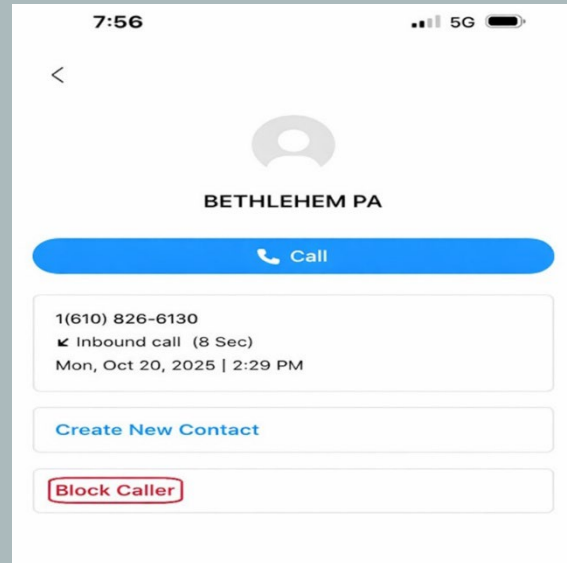 7:56 5G
BETHLEHEM PA
Call
1(610) 826-6130
Inbound call (8 Sec)
Mon, Oct 20, 2025 | 2:29 PM
Create New Contact
Block Caller